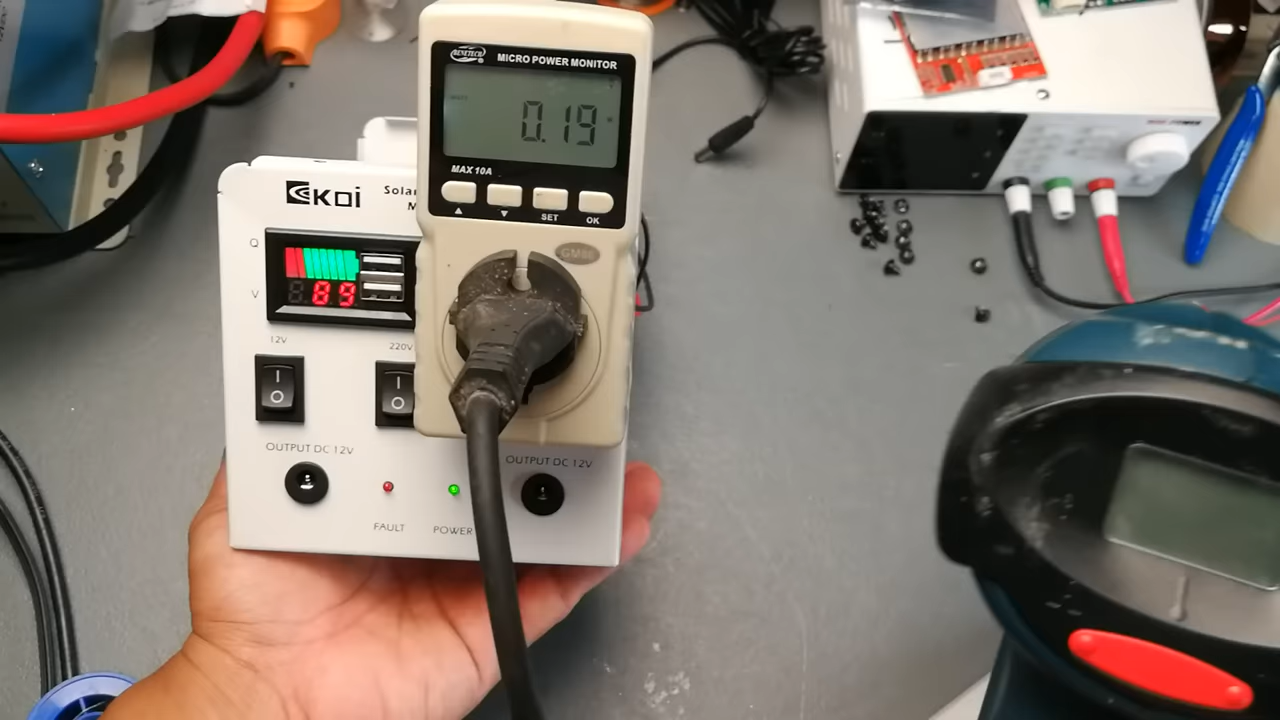 BENETECH
MICRO POWER MONITOR
0.19
MAX 10A
SET
OK
GM86
Koi
Solar
M
Q
V
89
12V
220V
I
O
I
O
OUTPUT DC 12V
OUTPUT DC 12V
FAULT
POWER